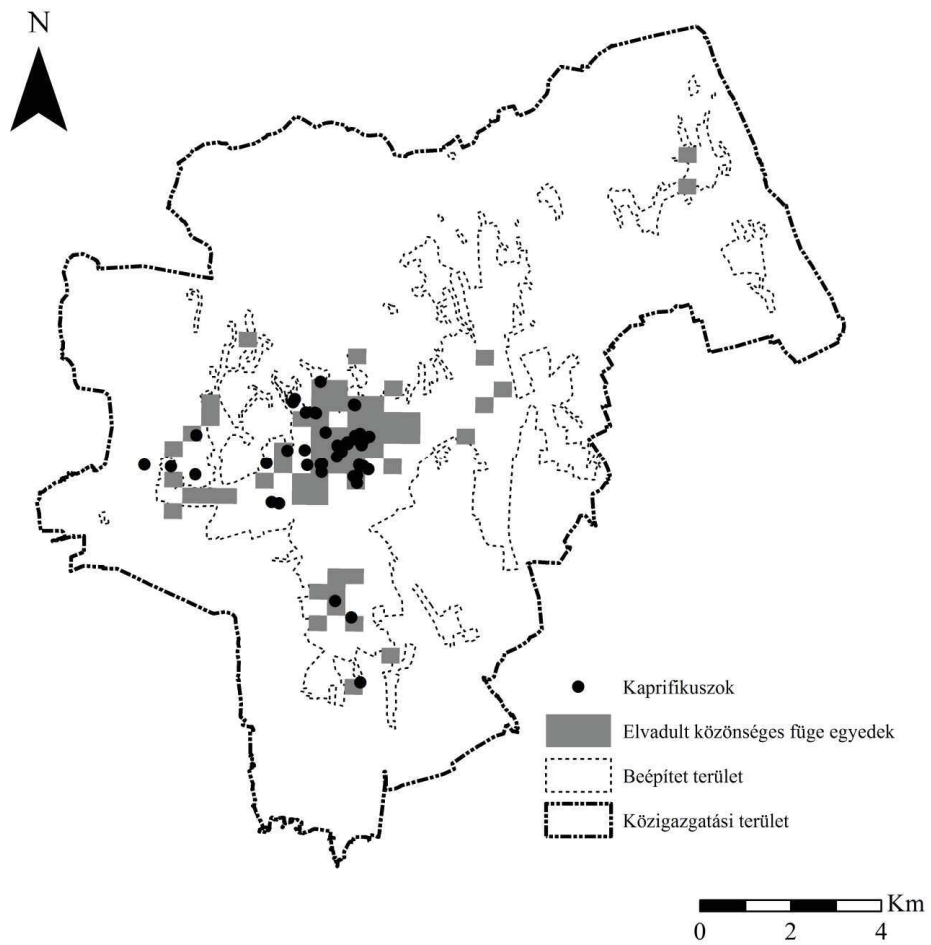 N
Kaprifikuszok
Elvadult közönséges füge egyedek
Beépítet terület
Közigazgatási terület
Km
0 2 4